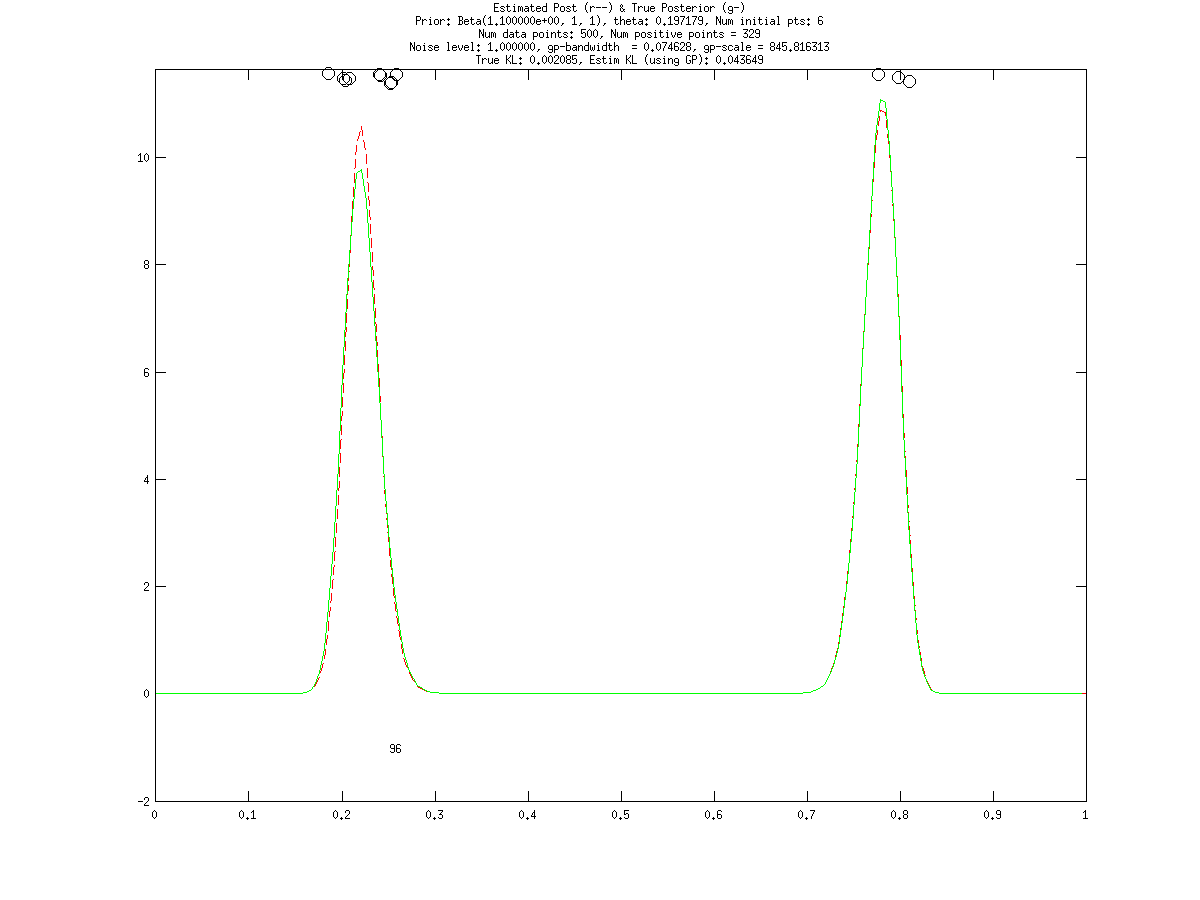 Estimated Post (r--) & True Posterior (g-)
Prior: Beta(1.100000e+00, 1, 1), theta: 0.197179, Num initial pts: 6
Num data points: 500, Num positive points = 329
Noise level: 1.000000, gp-bandwidth  = 0.074628, gp-scale = 845.816313
True KL: 0.002085, Estim KL (using GP): 0.043649
10
8
6
4
2
0
96
-2
0 0.1 0.2 0.3 0.4 0.5 0.6 0.7 0.8 0.9 1